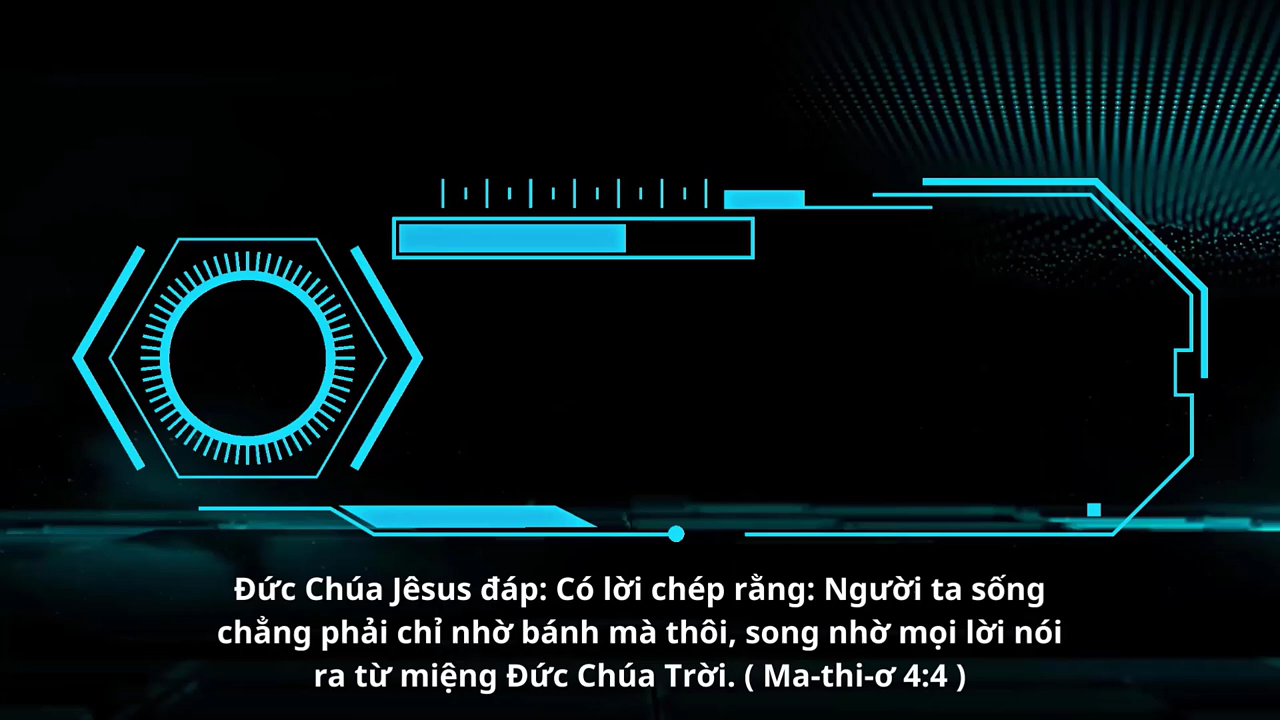 Đức Chúa Jêsus đáp: Có lời chép rằng: Người ta sống
chẳng phải chỉ nhờ bánh mà thôi, song nhờ mọi lời nói
ra từ miệng Đức Chúa Trời. ( Ma-thi-ơ 4:4 )